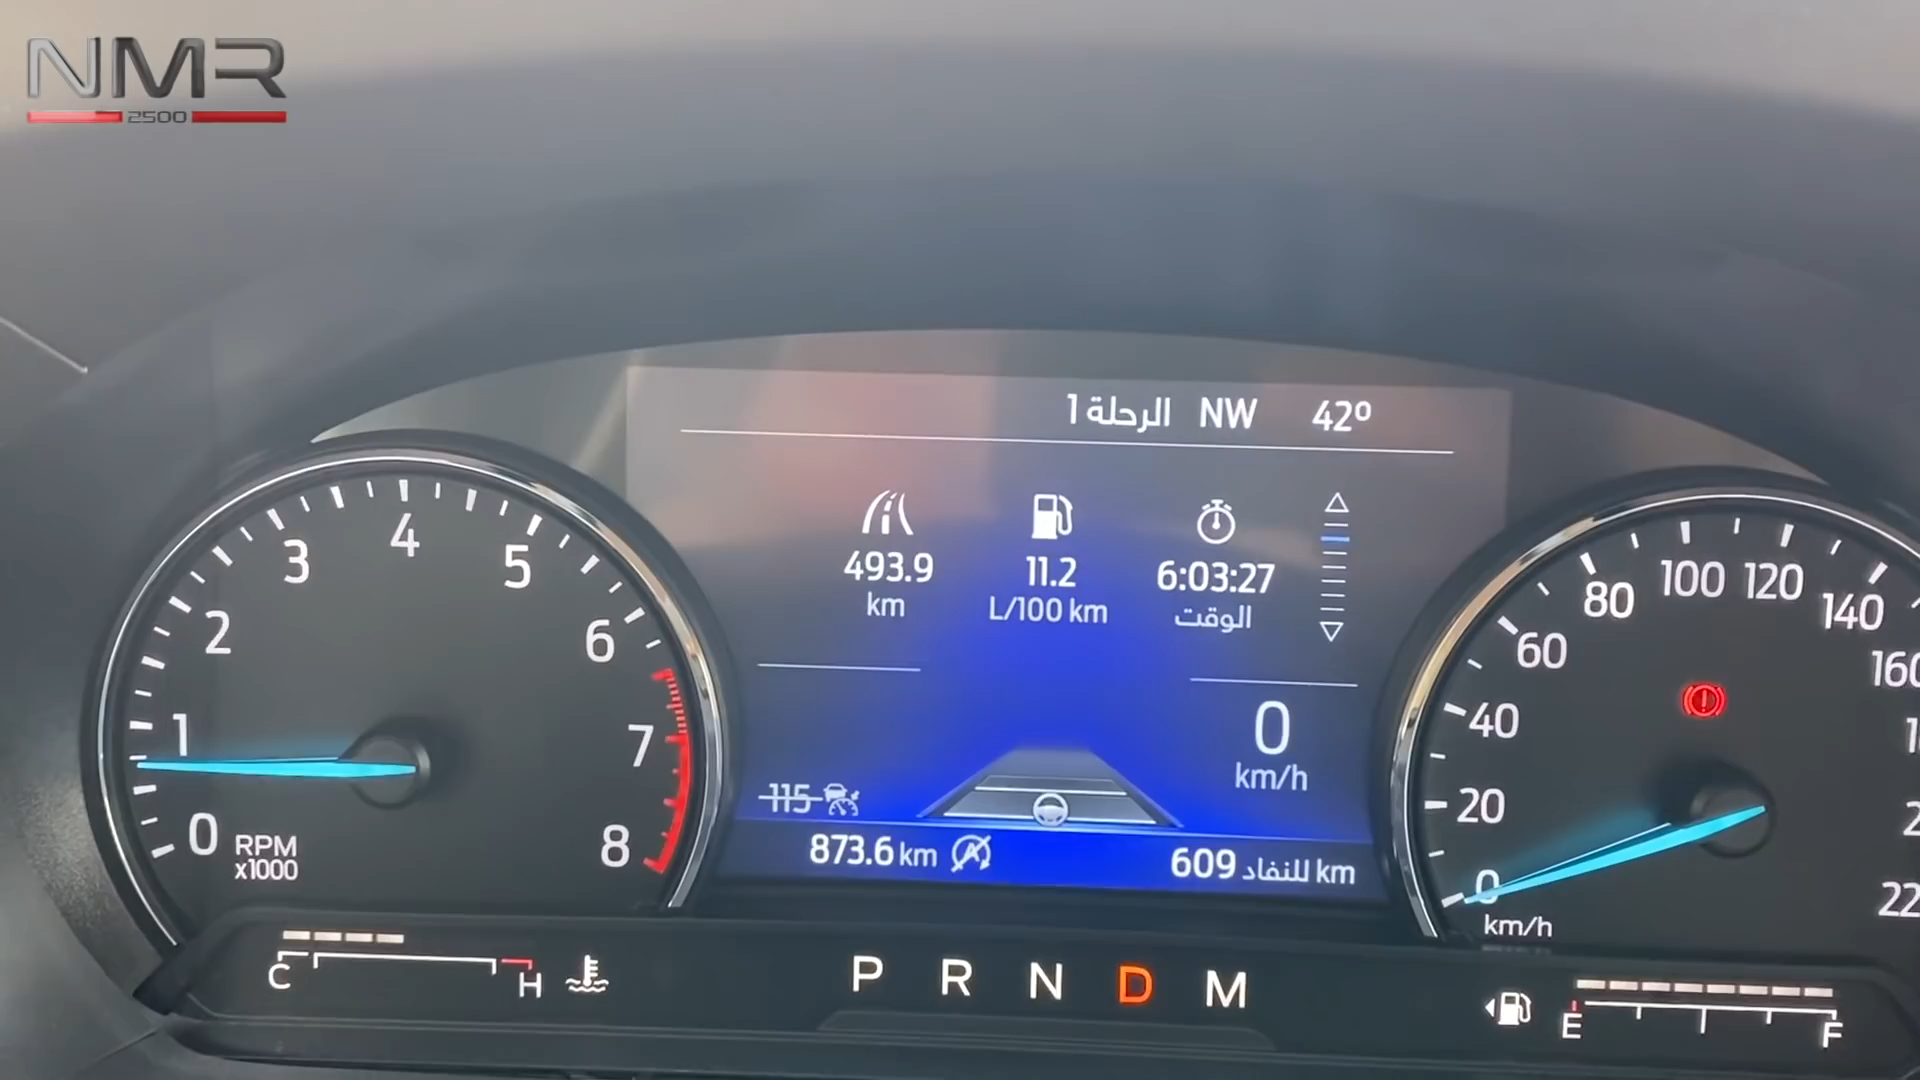 NMR
2500
الرحلة 1 NW 42º
493.9 11.2 6:03:27
km L/100 km الوقت
0
km/h
115
873.6 km A 609 للنفاد km
0 1 2 3 4 5 6 7 8
RPM
x1000
0 20 40 60 80 100 120 140 160
km/h
C H
P R N D M
E F